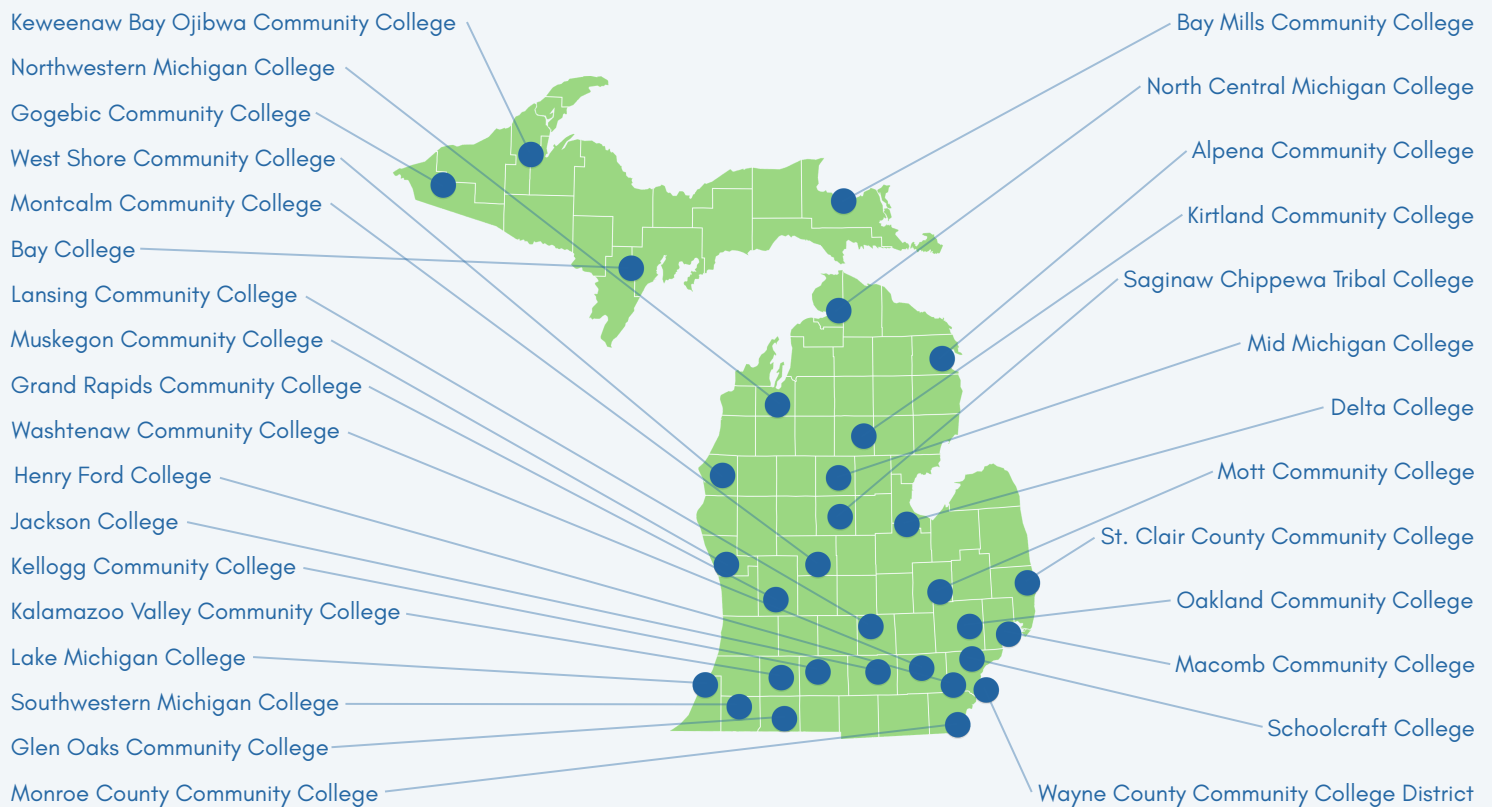 Keweenaw Bay Ojibwa Community College
Northwestern Michigan College
Gogebic Community College
West Shore Community College
Montcalm Community College
Bay College
Lansing Community College
Muskegon Community College
Grand Rapids Community College
Washtenaw Community College
Henry Ford College
Jackson College
Kellogg Community College
Kalamazoo Valley Community College
Lake Michigan College
Southwestern Michigan College
Glen Oaks Community College
Monroe County Community College
Bay Mills Community College
North Central Michigan College
Alpena Community College
Kirtland Community College
Saginaw Chippewa Tribal College
Mid Michigan College
Delta College
Mott Community College
St. Clair County Community College
Oakland Community College
Macomb Community College
Schoolcraft College
Wayne County Community College District